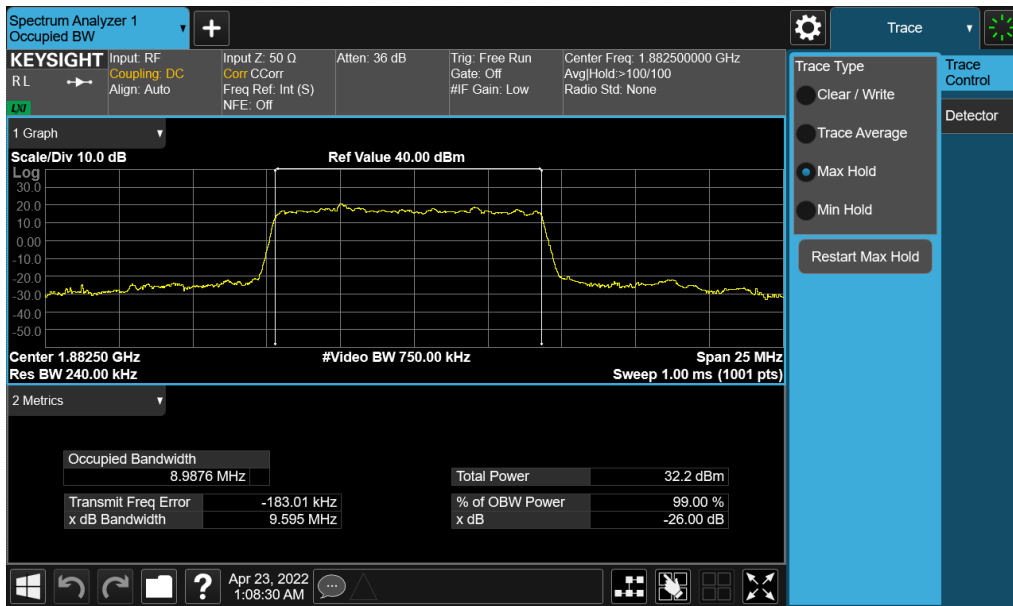 Spectrum Analyzer 1
Occupied BW
+
Trace
KEYSIGHT
R L
LXI
Input: RF
Coupling: DC
Align: Auto
Input Z: 50 Ω
Corr CCorr
Freq Ref: Int (S)
NFE: Off
Atten: 36 dB
Trig: Free Run
Gate: Off
#IF Gain: Low
Center Freq: 1.882500000 GHz
Avg|Hold:>100/100
Radio Std: None
Trace Type
Clear / Write
Trace Average
Max Hold
Min Hold
Restart Max Hold
Trace
Control
Detector
1 Graph
Scale/Div 10.0 dB
Ref Value 40.00 dBm
Log
30.0
20.0
10.0
0.00
-10.0
-20.0
-30.0
-40.0
-50.0
Center 1.88250 GHz
#Video BW 750.00 kHz
Span 25 MHz
Res BW 240.00 kHz
Sweep 1.00 ms (1001 pts)
2 Metrics
Occupied Bandwidth
8.9876 MHz
Total Power 32.2 dBm
Transmit Freq Error -183.01 kHz
% of OBW Power 99.00 %
x dB Bandwidth 9.595 MHz
x dB -26.00 dB
?
Apr 23, 2022
1:08:30 AM